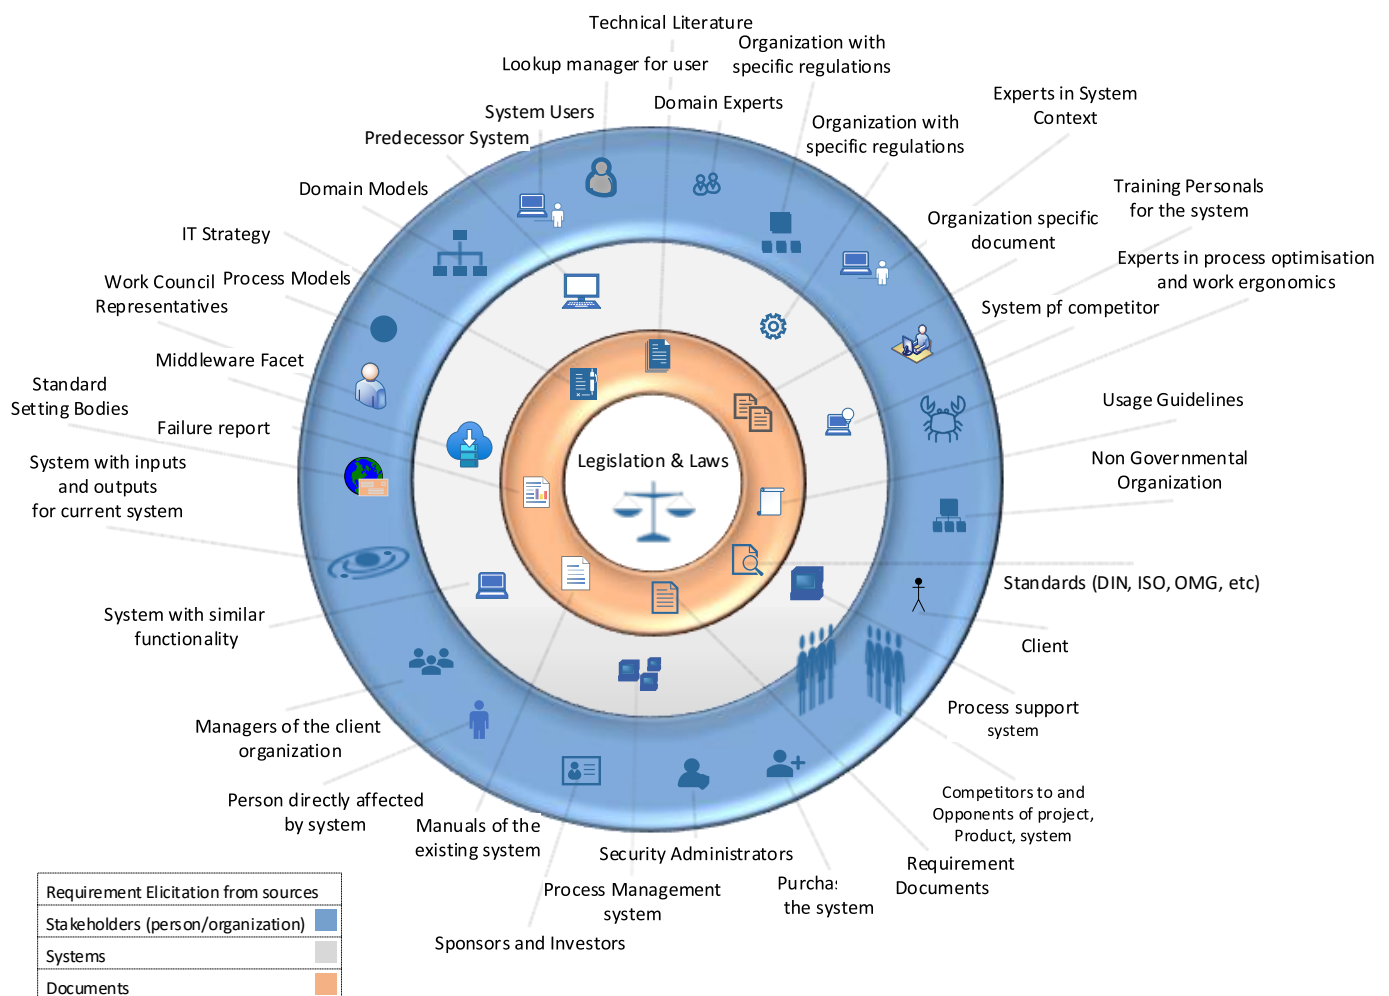 Technical Literature
Organization with
specific regulations
Lookup manager for user
Domain Experts
System Users
Predecessor System
Organization with
specific regulations
Experts in System
Context
Domain Models
Training Personals
for the system
IT Strategy
Organization specific
document
Experts in process optimisation
and work ergonomics
Work Council
Representatives
Process Models
System pf competitor
Middleware Facet
Standard
Setting Bodies
Usage Guidelines
Failure report
System with inputs
and outputs
for current system
Legislation & Laws
Non Governmental
Organization
Standards (DIN, ISO, OMG, etc)
System with similar
functionality
Client
Managers of the client
organization
Process support
system
Person directly affected
by system
Manuals of the
existing system
Competitors to and
Opponents of project,
Product, system
Security Administrators
Requirement
Documents
Process Management
system
the system
Sponsors and Investors
Requirement Elicitation from sources
Stakeholders (person/organization)
Systems
Documents